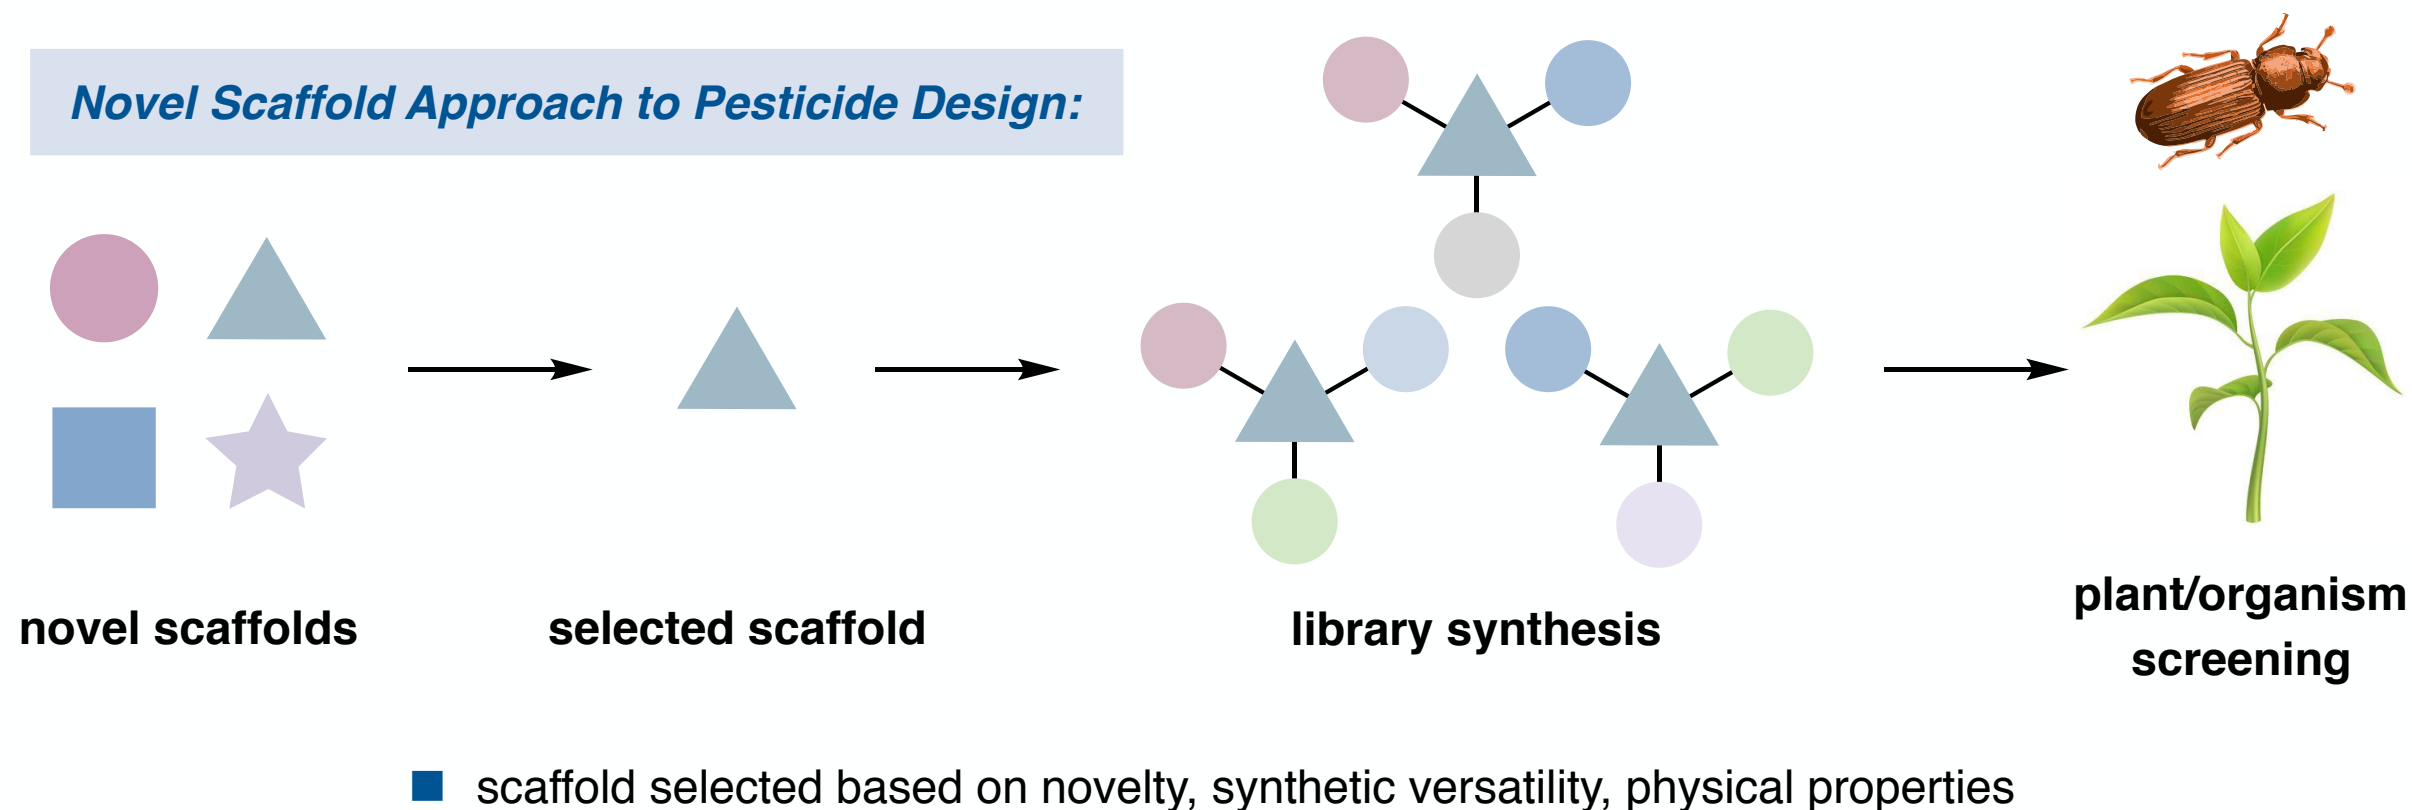 Novel Scaffold Approach to Pesticide Design:
novel scaffolds
selected scaffold
library synthesis
plant/organism
screening
scaffold selected based on novelty, synthetic versatility, physical properties